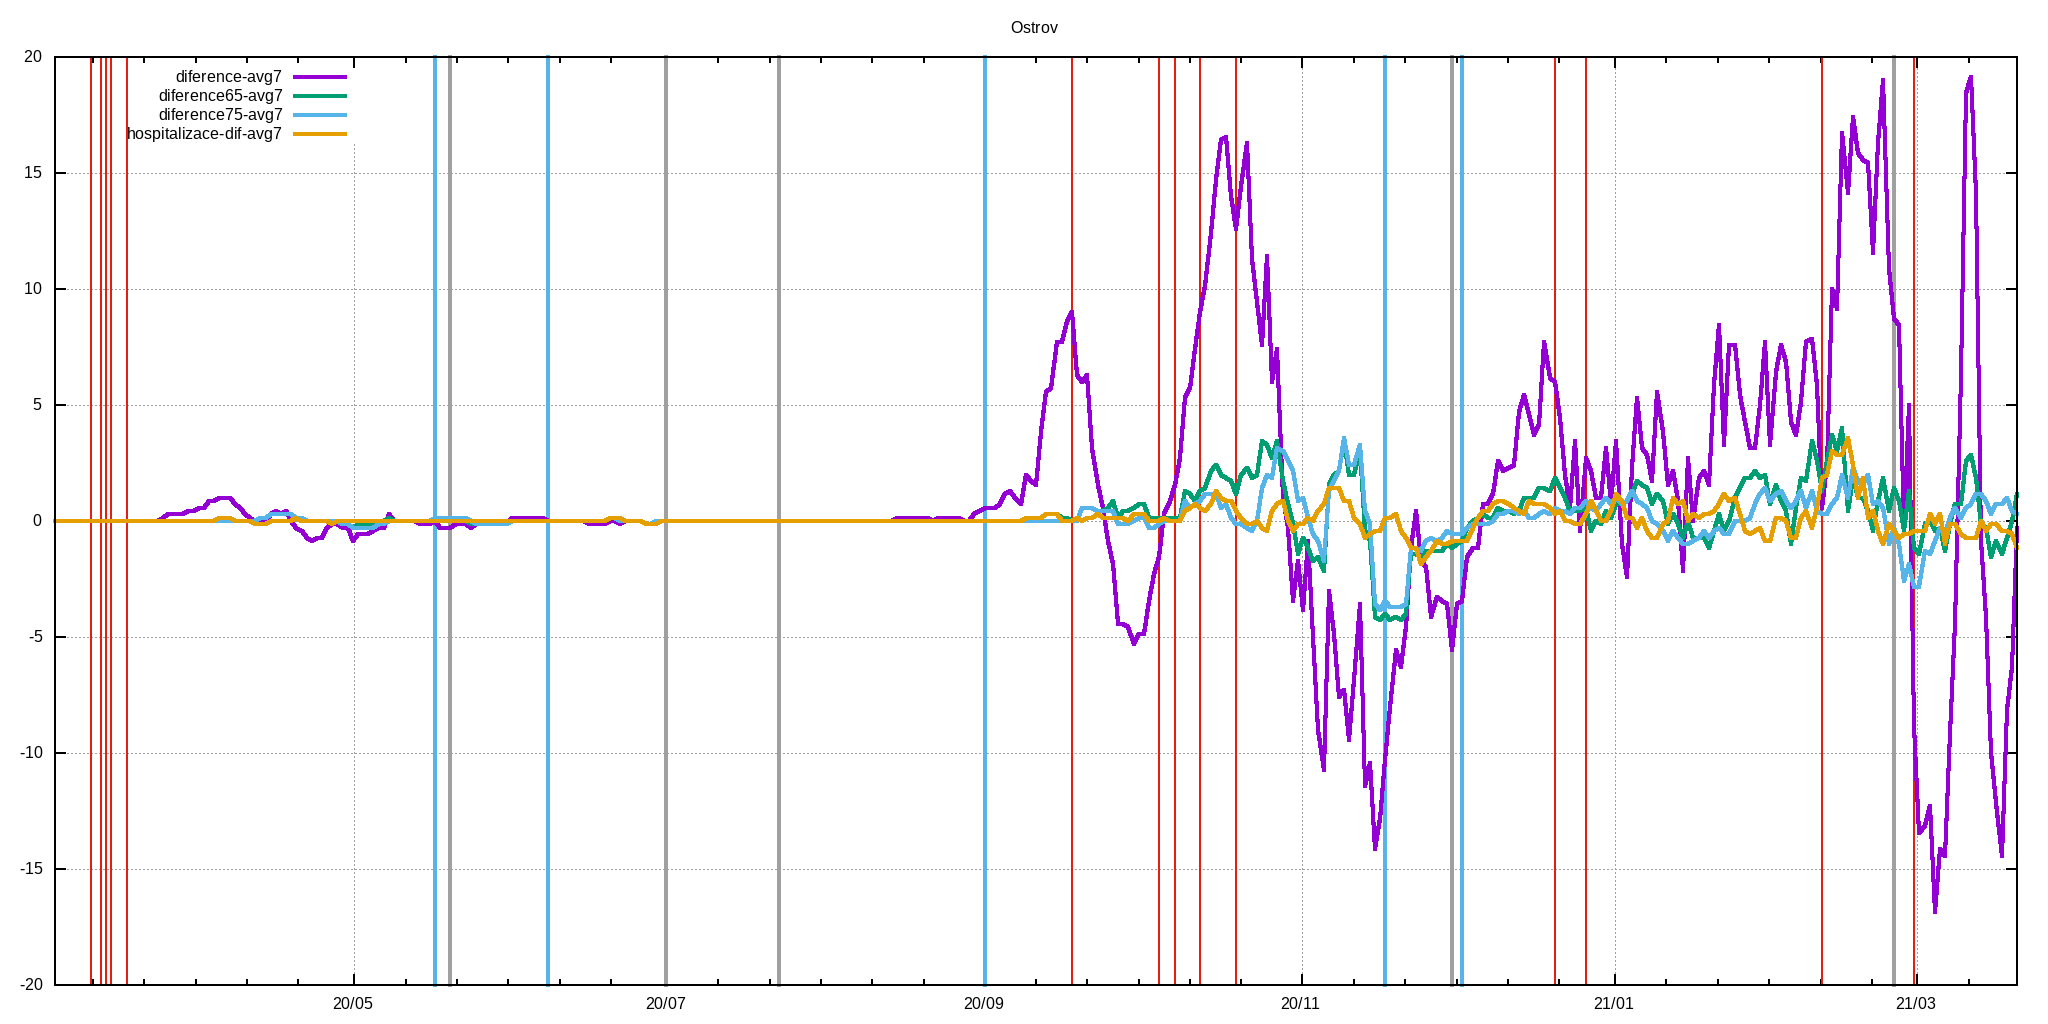 Ostrov
20
diference-avg7
diference65-avg7
diference75-avg7
hospitalizace-dif-avg7
15
10
5
0
-5
-10
-15
-20
20/05 20/07 20/09 20/11 21/01 21/03